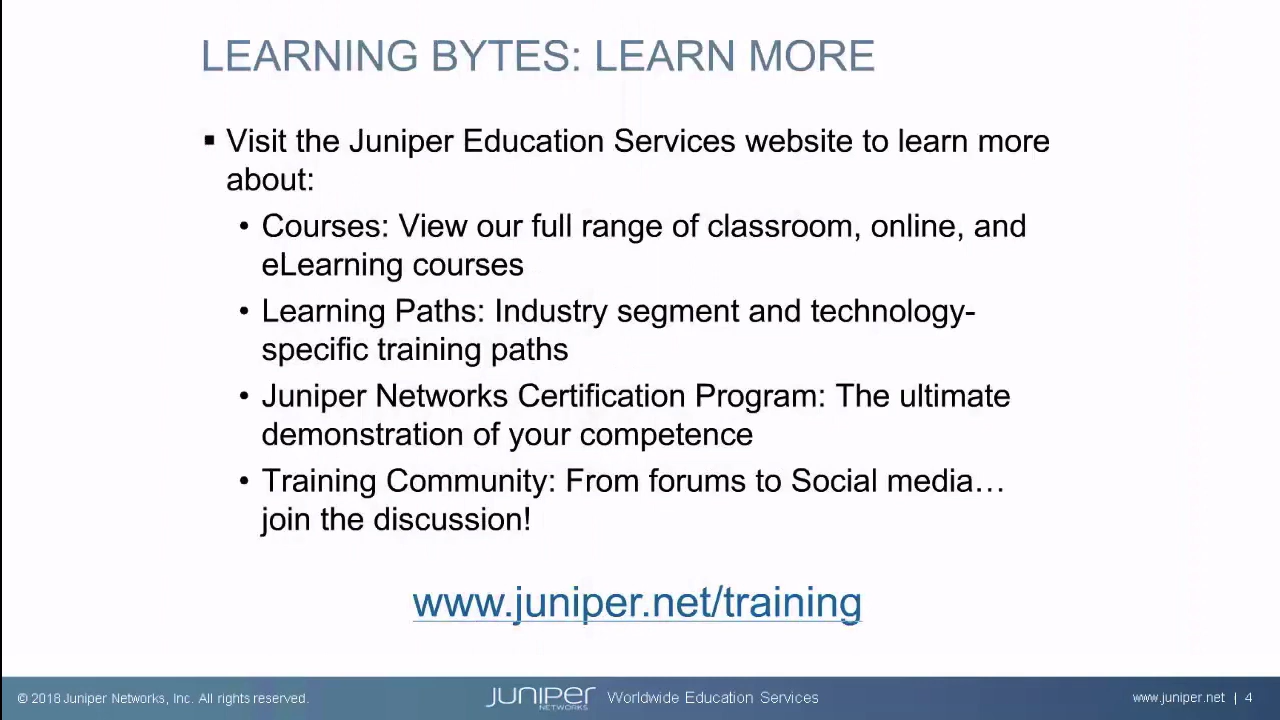 LEARNING BYTES: LEARN MORE
▪ Visit the Juniper Education Services website to learn more
about:
• Courses: View our full range of classroom, online, and
eLearning courses
• Learning Paths: Industry segment and technology-
specific training paths
• Juniper Networks Certification Program: The ultimate
demonstration of your competence
• Training Community: From forums to Social media…
join the discussion!
www.juniper.net/training
© 2018 Juniper Networks, Inc. All rights reserved.
JUNIPER
NETWORKS
Worldwide Education Services
www.juniper.net | 4